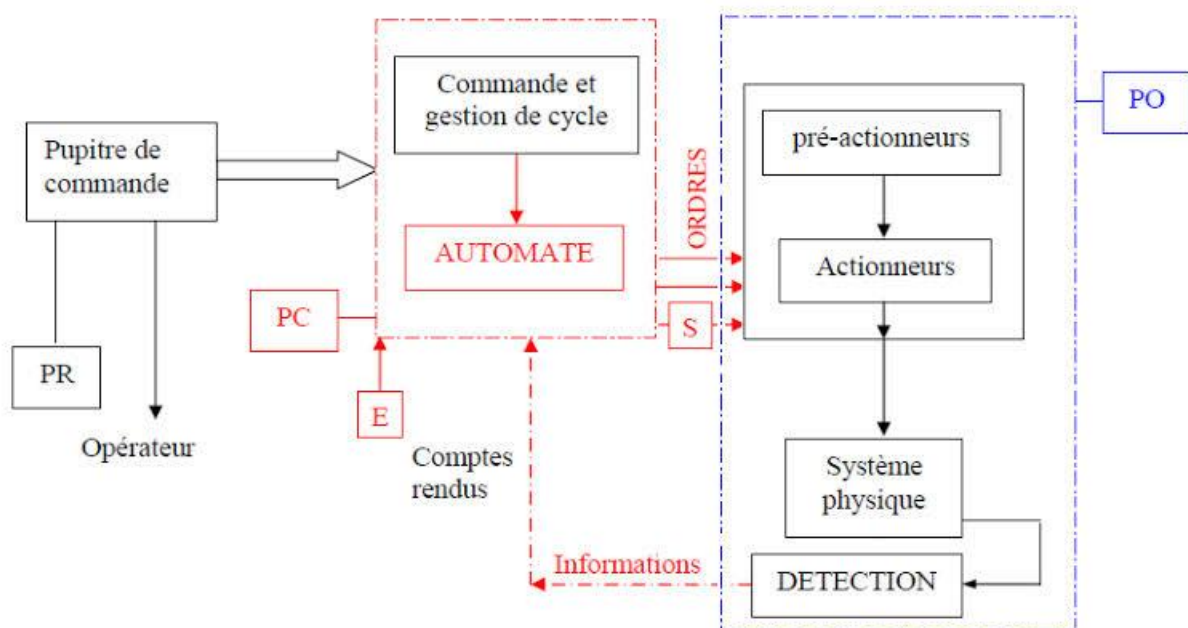 Pupitre de
commande
PR
Opérateur
Commande et
gestion de cycle
AUTOMATE
PC
E
ORDRES
S
Comptes
rendus
Informations
pré-actionneurs
Actionneurs
Système
physique
DETECTION
PO